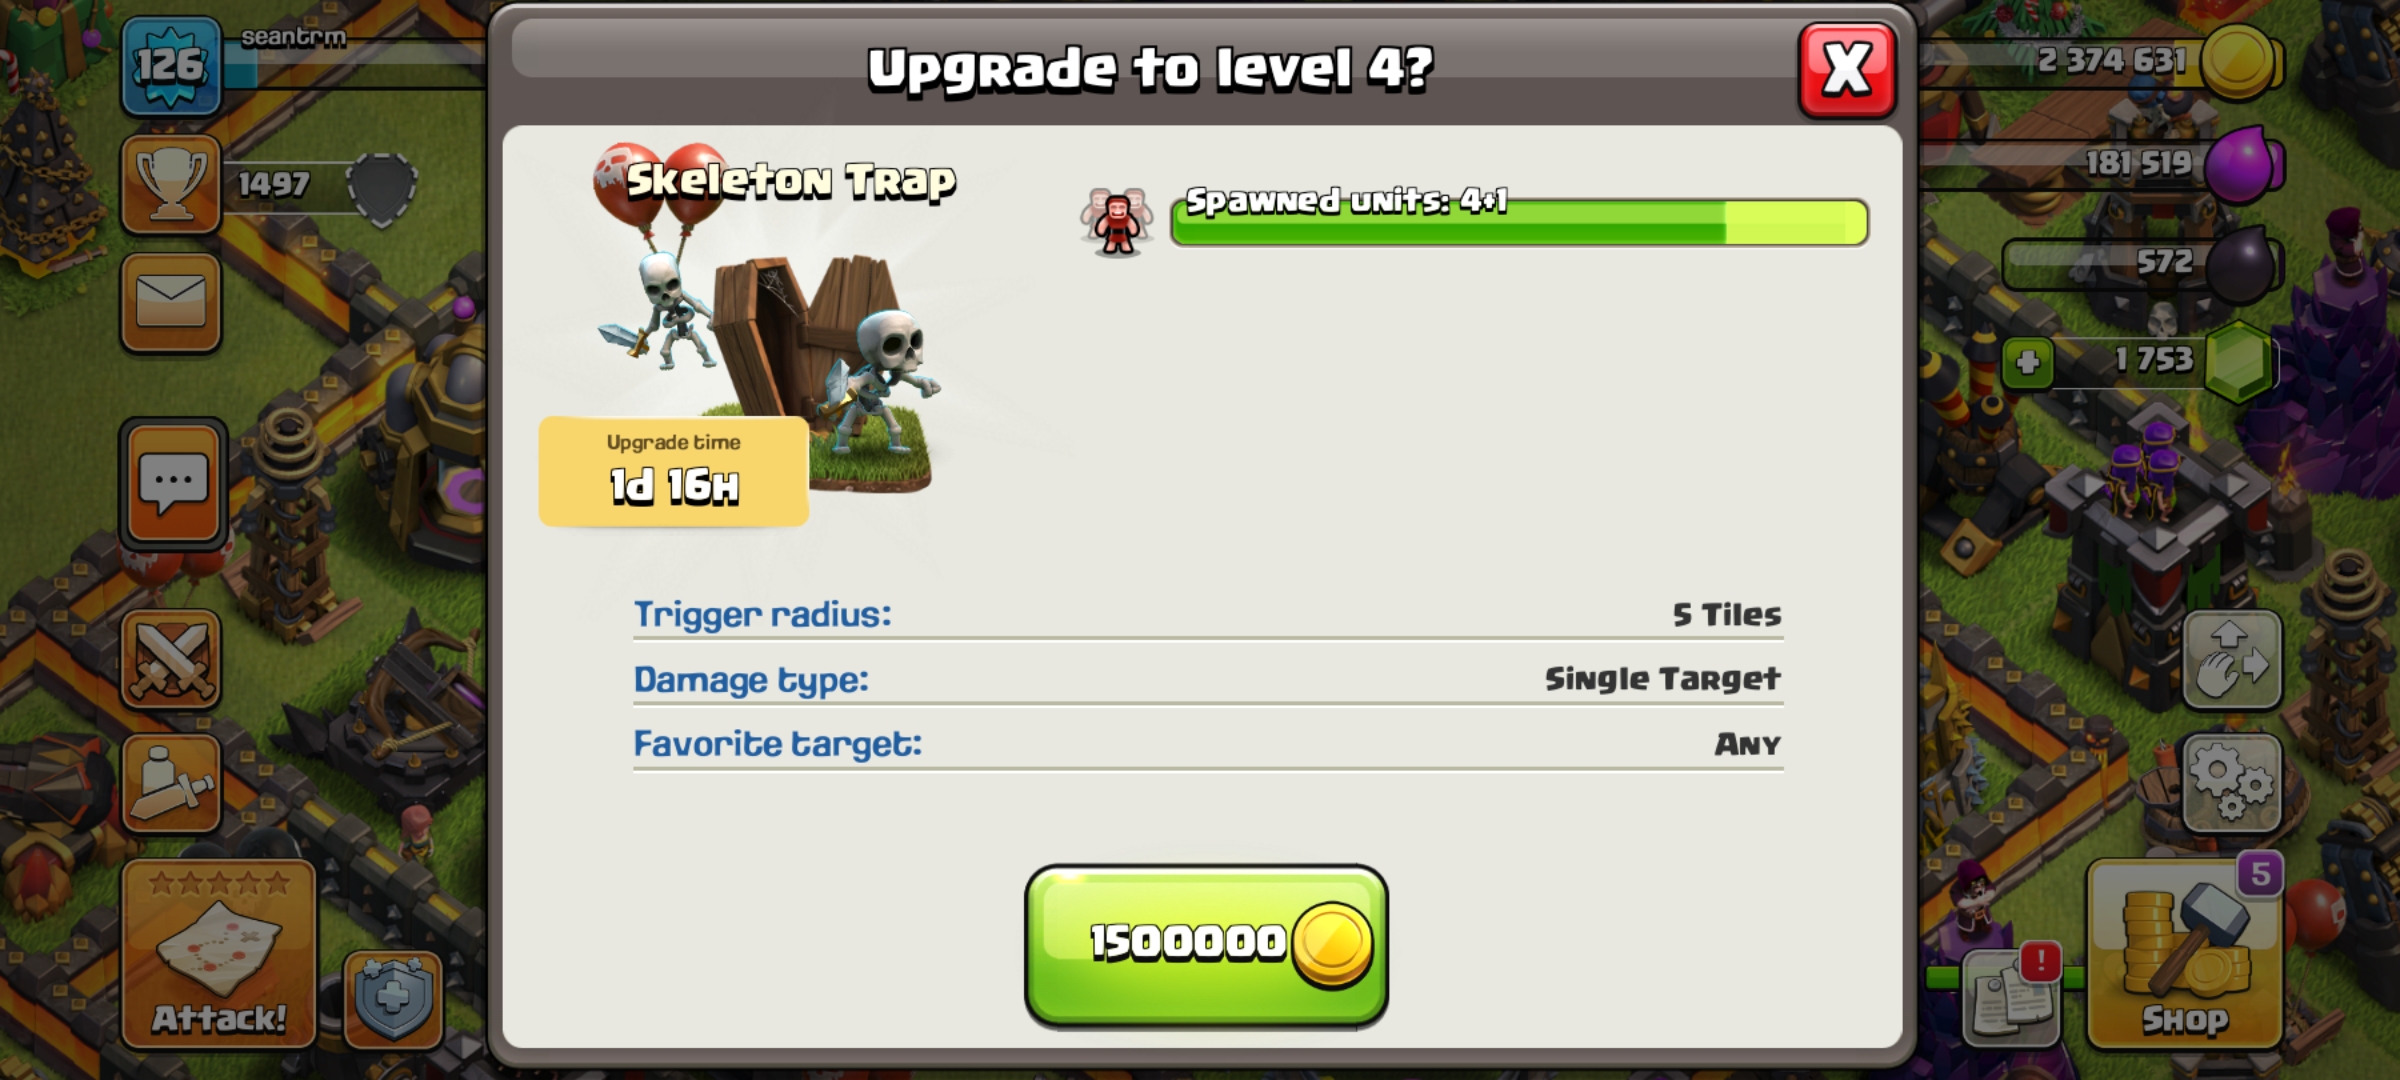 126
seantrm
Upgrade to level 4?
X
2 374 631
1497
Skeleton Trap
Spawned units: 4+1
181 519
572
1 753
Upgrade time
1d 16H
Trigger radius: 5 Tiles
Damage type: Single Target
Favorite target: Any
1500000
Attack!
!
5
Shop